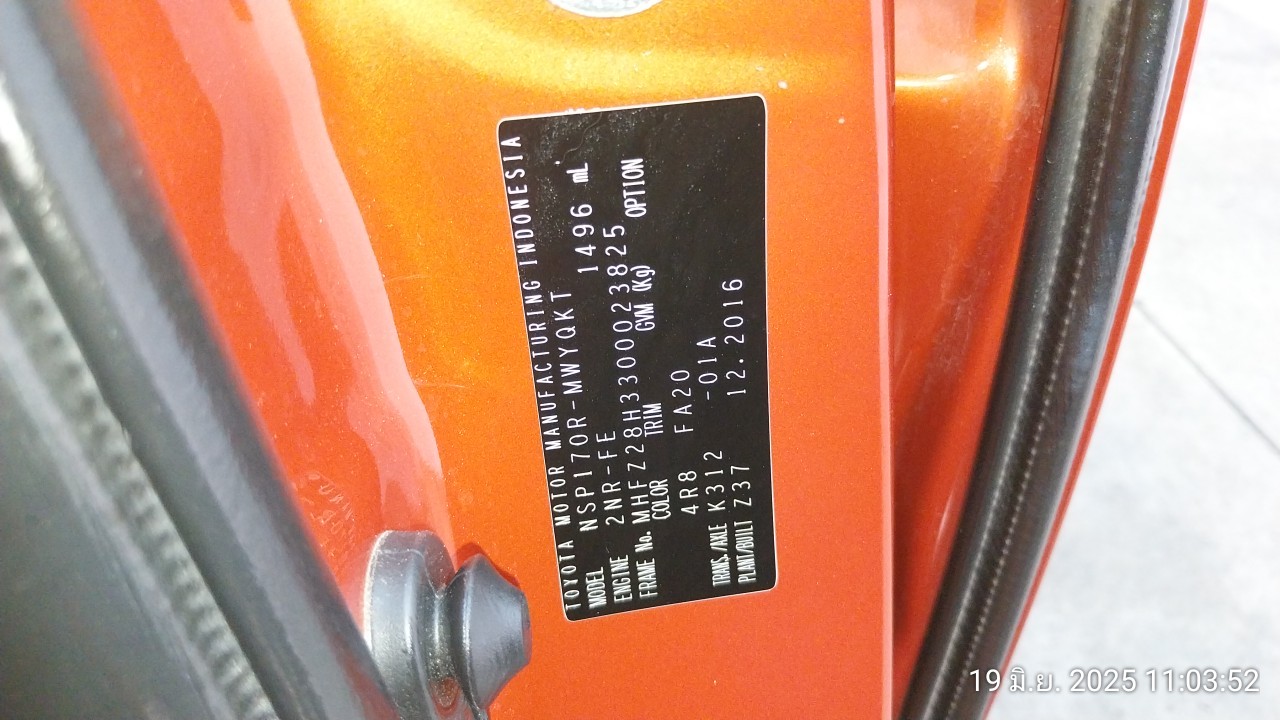 TOYOTA MOTOR MANUFACTURING INDONESIA
MODEL NSP170R-MWYQKT
ENGINE 2NR-FE 1496 mL
FRAME No. MHFZ28H3300023825
COLOR TRIM GVM (Kg) OPTION
4R8 FA20
TRANS./AXLE K312 -01A
PLANT/BUILT Z37 12.2016
19 มิ.ย. 2025 11:03:52